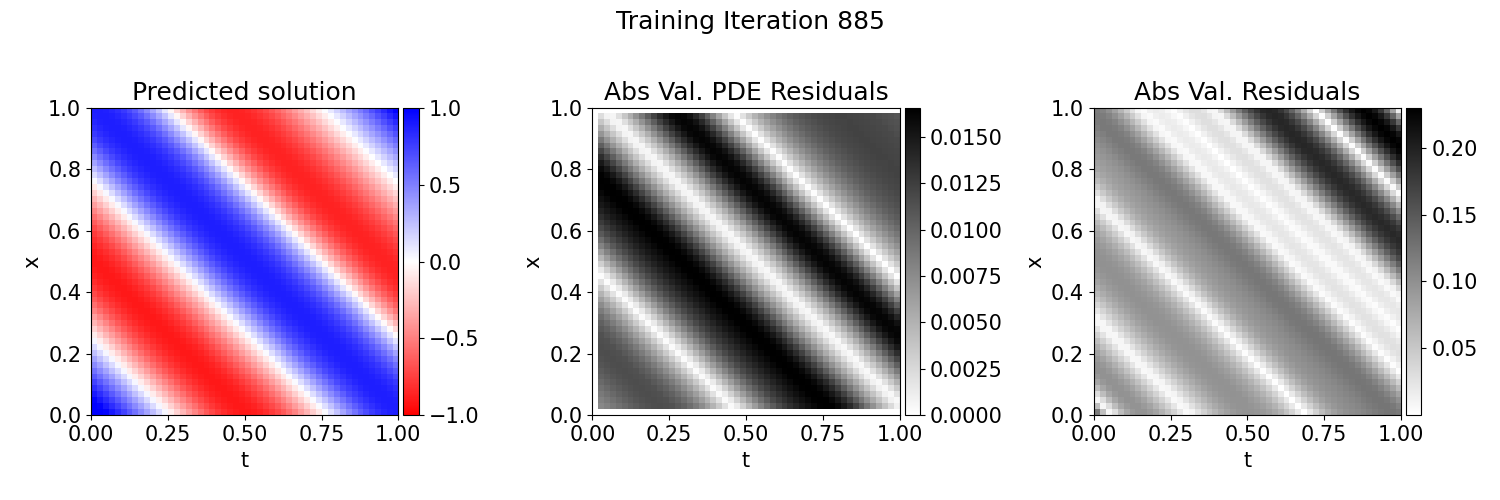 Training Iteration 885
Predicted solution
Abs Val. PDE Residuals
Abs Val. Residuals
1.0
0.8
0.6
0.4
0.2
0.0
x
0.00 0.25 0.50 0.75 1.00
t
1.0
0.5
0.0
−0.5
−1.0
1.0
0.8
0.6
0.4
0.2
0.0
x
0.00 0.25 0.50 0.75 1.00
t
0.0150
0.0125
0.0100
0.0075
0.0050
0.0025
0.0000
1.0
0.8
0.6
0.4
0.2
0.0
x
0.00 0.25 0.50 0.75 1.00
t
0.20
0.15
0.10
0.05